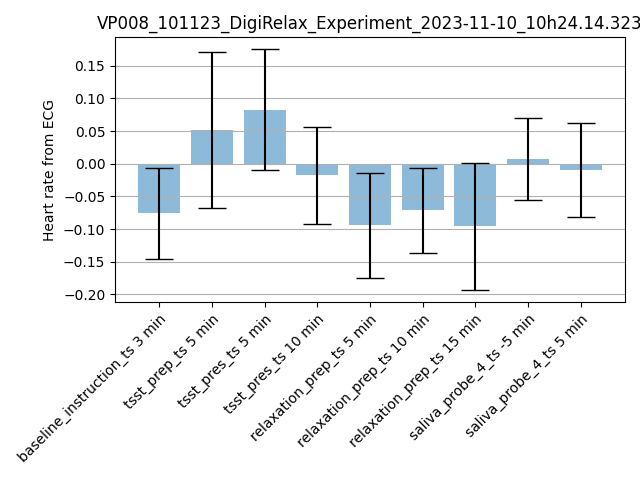 VP008_101123_DigiRelax_Experiment_2023-11-10_10h24.14.323
Heart rate from ECG
0.15
0.10
0.05
0.00
−0.05
−0.10
−0.15
−0.20
baseline_instruction_ts 3 min
tsst_prep_ts 5 min
tsst_pres_ts 5 min
tsst_pres_ts 10 min
relaxation_prep_ts 5 min
relaxation_prep_ts 10 min
relaxation_prep_ts 15 min
saliva_probe_4_ts -5 min
saliva_probe_4_ts 5 min